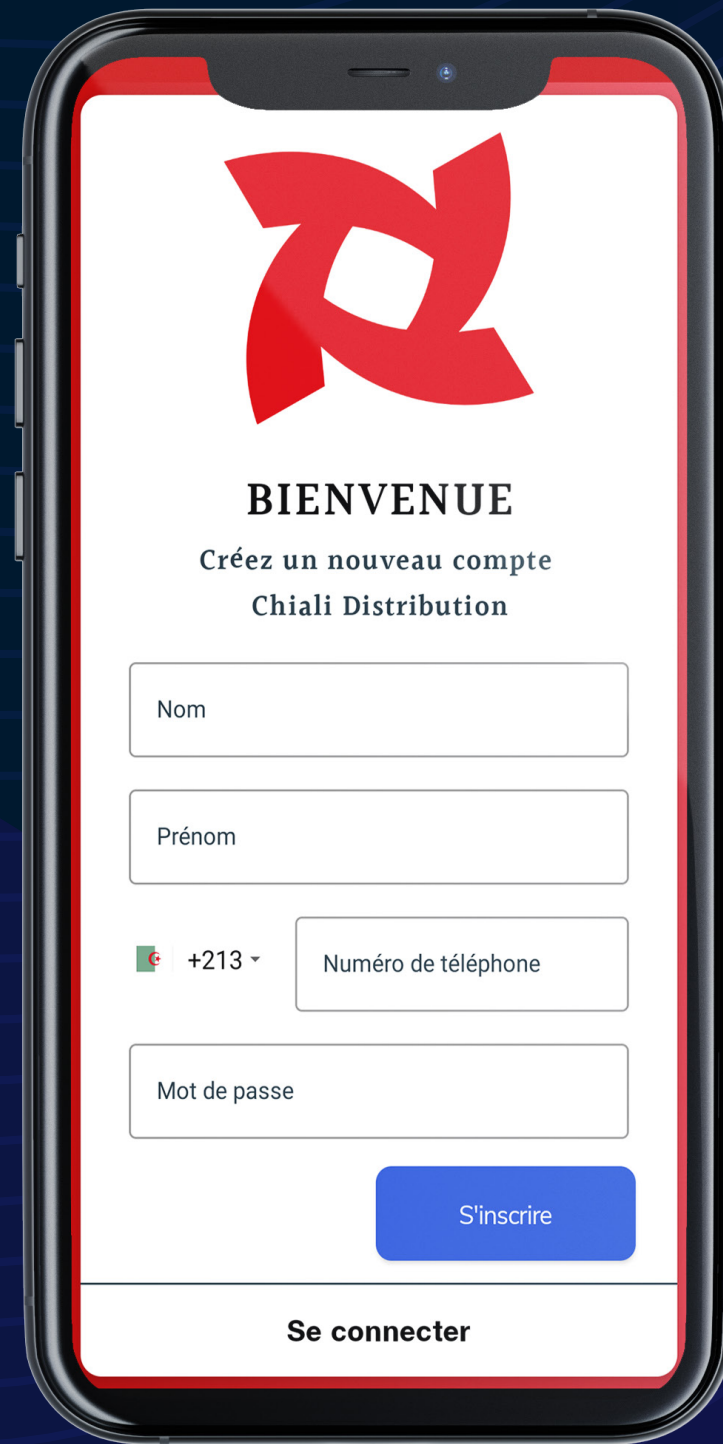 BIENVENUE
Créez un nouveau compte
Chiali Distribution
Nom
Prénom
+213
Numéro de téléphone
Mot de passe
S'inscrire
Se connecter